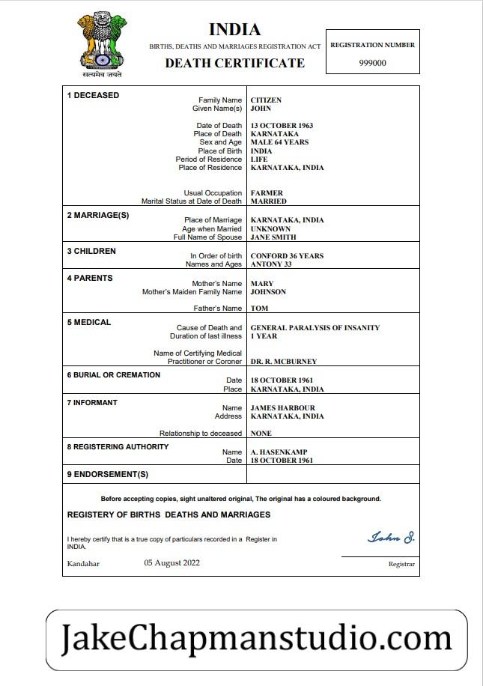 INDIA
BIRTHS, DEATHS AND MARRIAGES REGISTRATION ACT
DEATH CERTIFICATE
REGISTRATION NUMBER
999000
सत्यमेव जयते
1 DECEASED
Family Name CITIZEN
Given Name(s) JOHN
Date of Death 13 OCTOBER 1963
Place of Death KARNATAKA
Sex and Age MALE 64 YEARS
Place of Birth INDIA
Period of Residence LIFE
Place of Residence KARNATAKA, INDIA
Usual Occupation FARMER
Marital Status at Date of Death MARRIED
2 MARRIAGE(S)
Place of Marriage KARNATAKA, INDIA
Age when Married UNKNOWN
Full Name of Spouse JANE SMITH
3 CHILDREN
In Order of birth CONFORD 36 YEARS
Names and Ages ANTONY 33
4 PARENTS
Mother's Name MARY
Mother's Maiden Family Name JOHNSON
Father's Name TOM
5 MEDICAL
Cause of Death and GENERAL PARALYSIS OF INSANITY
Duration of last illness 1 YEAR
Name of Certifying Medical
Practitioner or Coroner DR. R. MCBURNEY
6 BURIAL OR CREMATION
Date 18 OCTOBER 1961
Place KARNATAKA, INDIA
7 INFORMANT
Name JAMES HARBOUR
Address KARNATAKA, INDIA
Relationship to deceased NONE
8 REGISTERING AUTHORITY
Name A. HASENKAMP
Date 18 OCTOBER 1961
9 ENDORSEMENT(S)
Before accepting copies, sight unaltered original, The original has a coloured background.
REGISTERY OF BIRTHS DEATHS AND MARRIAGES
I hereby certify that is a true copy of particulars recorded in a Register in
INDIA.
John S.
Kandahar 05 August 2022 Registrar
JakeChapmanstudio.com